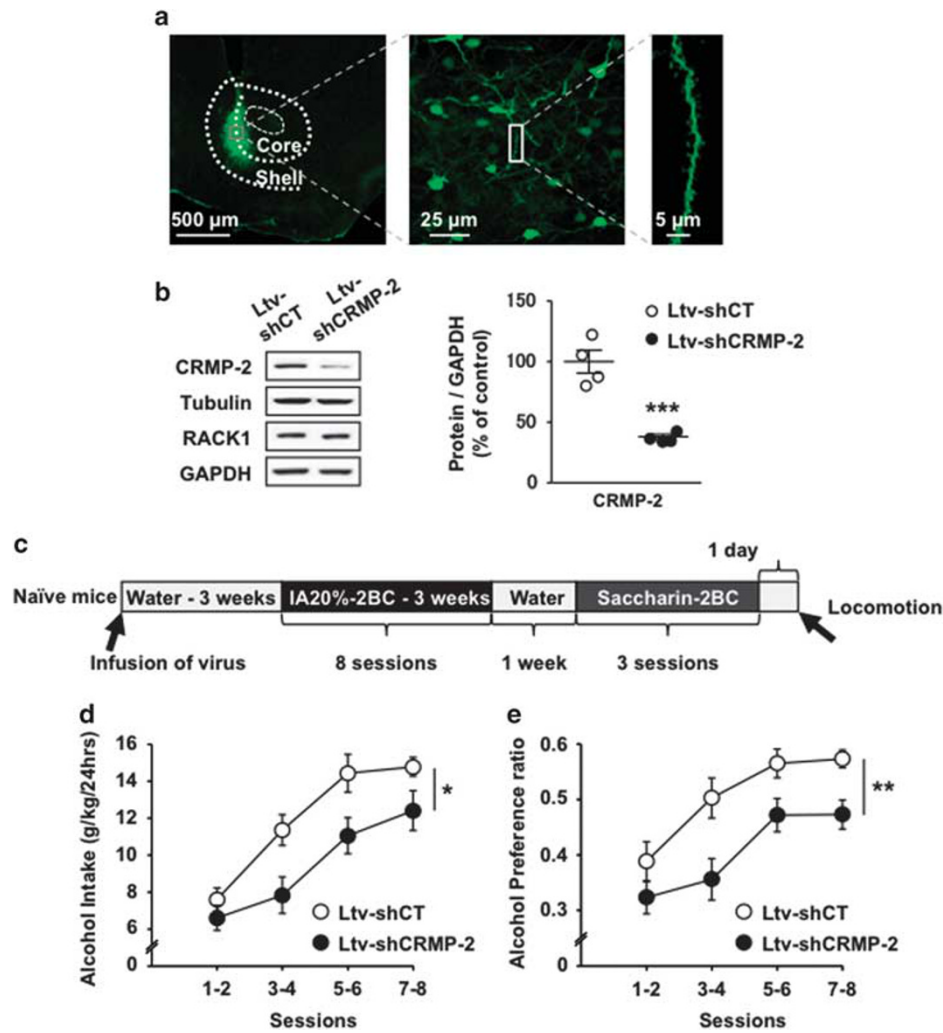 a
Core
Shell
500 µm
25 µm
5 µm
b
Ltv-shCT
Ltv-shCRMP-2
CRMP-2
Tubulin
RACK1
GAPDH
Protein / GAPDH
(% of control)
150
100
50
0
Ltv-shCT
Ltv-shCRMP-2
***
CRMP-2
c
1 day
Naïve mice
Water - 3 weeks
IA20%-2BC - 3 weeks
Water
Saccharin-2BC
Locomotion
Infusion of virus
8 sessions
1 week
3 sessions
d
Alcohol Intake (g/kg/24hrs)
16
14
12
10
8
6
0
*
Ltv-shCT
Ltv-shCRMP-2
1-2 3-4 5-6 7-8
Sessions
e
Alcohol Preference ratio
0.6
0.5
0.4
0.3
0
**
Ltv-shCT
Ltv-shCRMP-2
1-2 3-4 5-6 7-8
Sessions